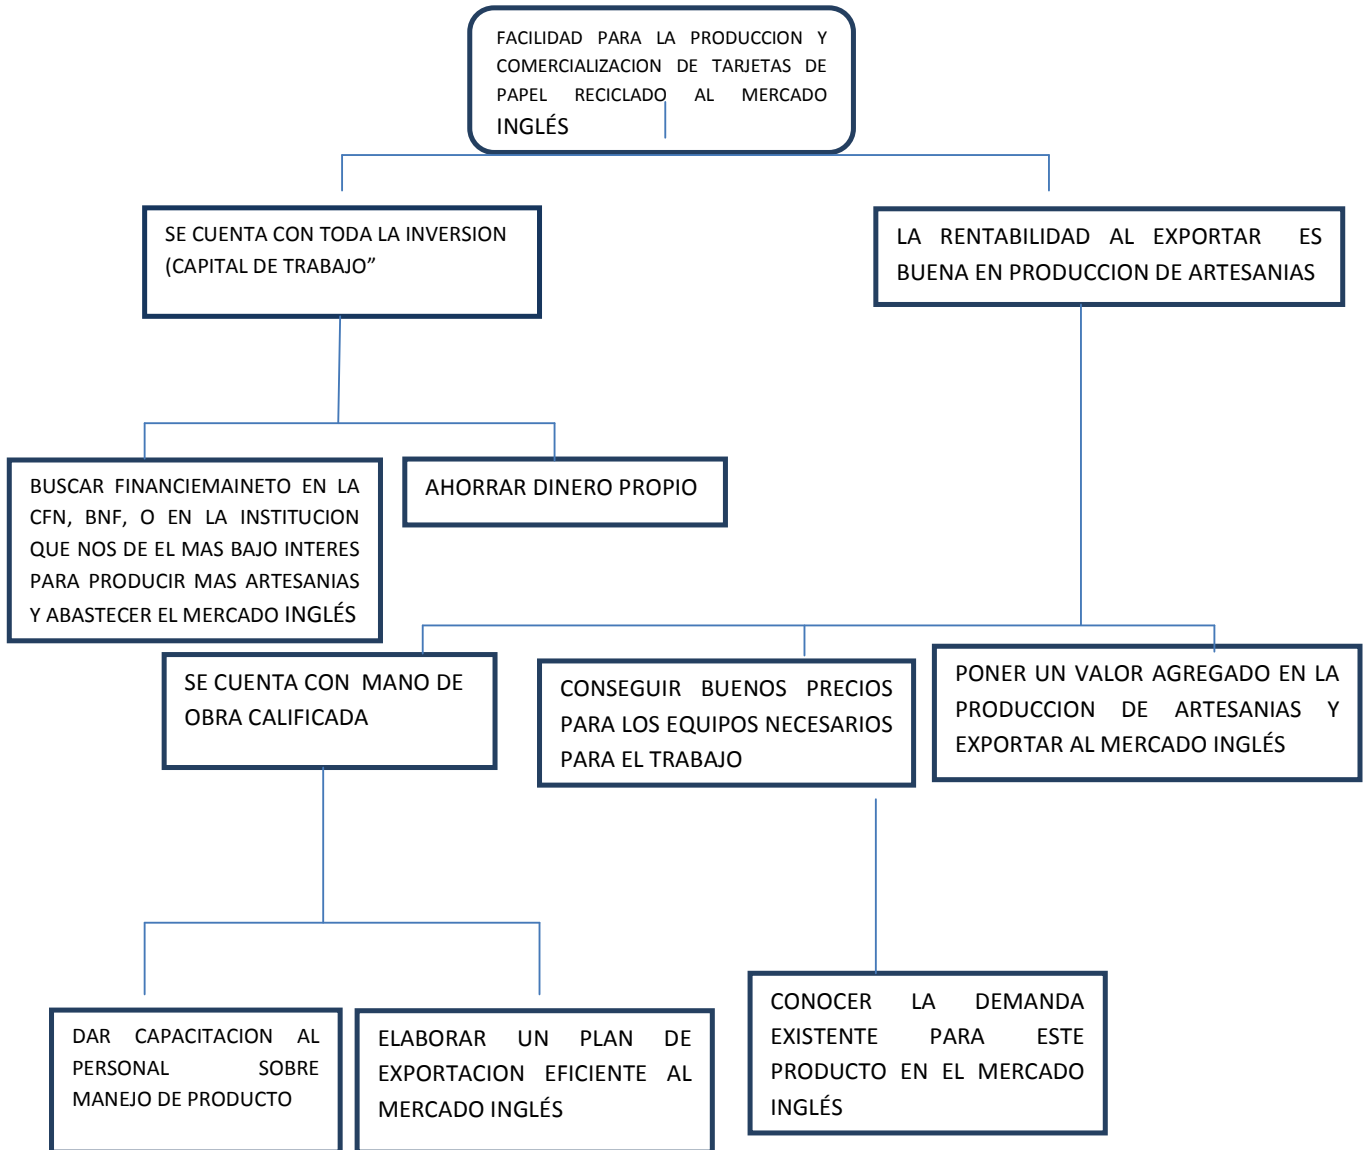 FACILIDAD PARA LA PRODUCCION Y
COMERCIALIZACION DE TARJETAS DE
PAPEL RECICLADO AL MERCADO
INGLÉS
SE CUENTA CON TODA LA INVERSION
(CAPITAL DE TRABAJO”
LA RENTABILIDAD AL EXPORTAR ES
BUENA EN PRODUCCION DE ARTESANIAS
BUSCAR FINANCIEMAINETO EN LA
CFN, BNF, O EN LA INSTITUCION
QUE NOS DE EL MAS BAJO INTERES
PARA PRODUCIR MAS ARTESANIAS
Y ABASTECER EL MERCADO INGLÉS
AHORRAR DINERO PROPIO
SE CUENTA CON MANO DE
OBRA CALIFICADA
CONSEGUIR BUENOS PRECIOS
PARA LOS EQUIPOS NECESARIOS
PARA EL TRABAJO
PONER UN VALOR AGREGADO EN LA
PRODUCCION DE ARTESANIAS Y
EXPORTAR AL MERCADO INGLÉS
DAR CAPACITACION AL
PERSONAL SOBRE
MANEJO DE PRODUCTO
ELABORAR UN PLAN DE
EXPORTACION EFICIENTE AL
MERCADO INGLÉS
CONOCER LA DEMANDA
EXISTENTE PARA ESTE
PRODUCTO EN EL MERCADO
INGLÉS